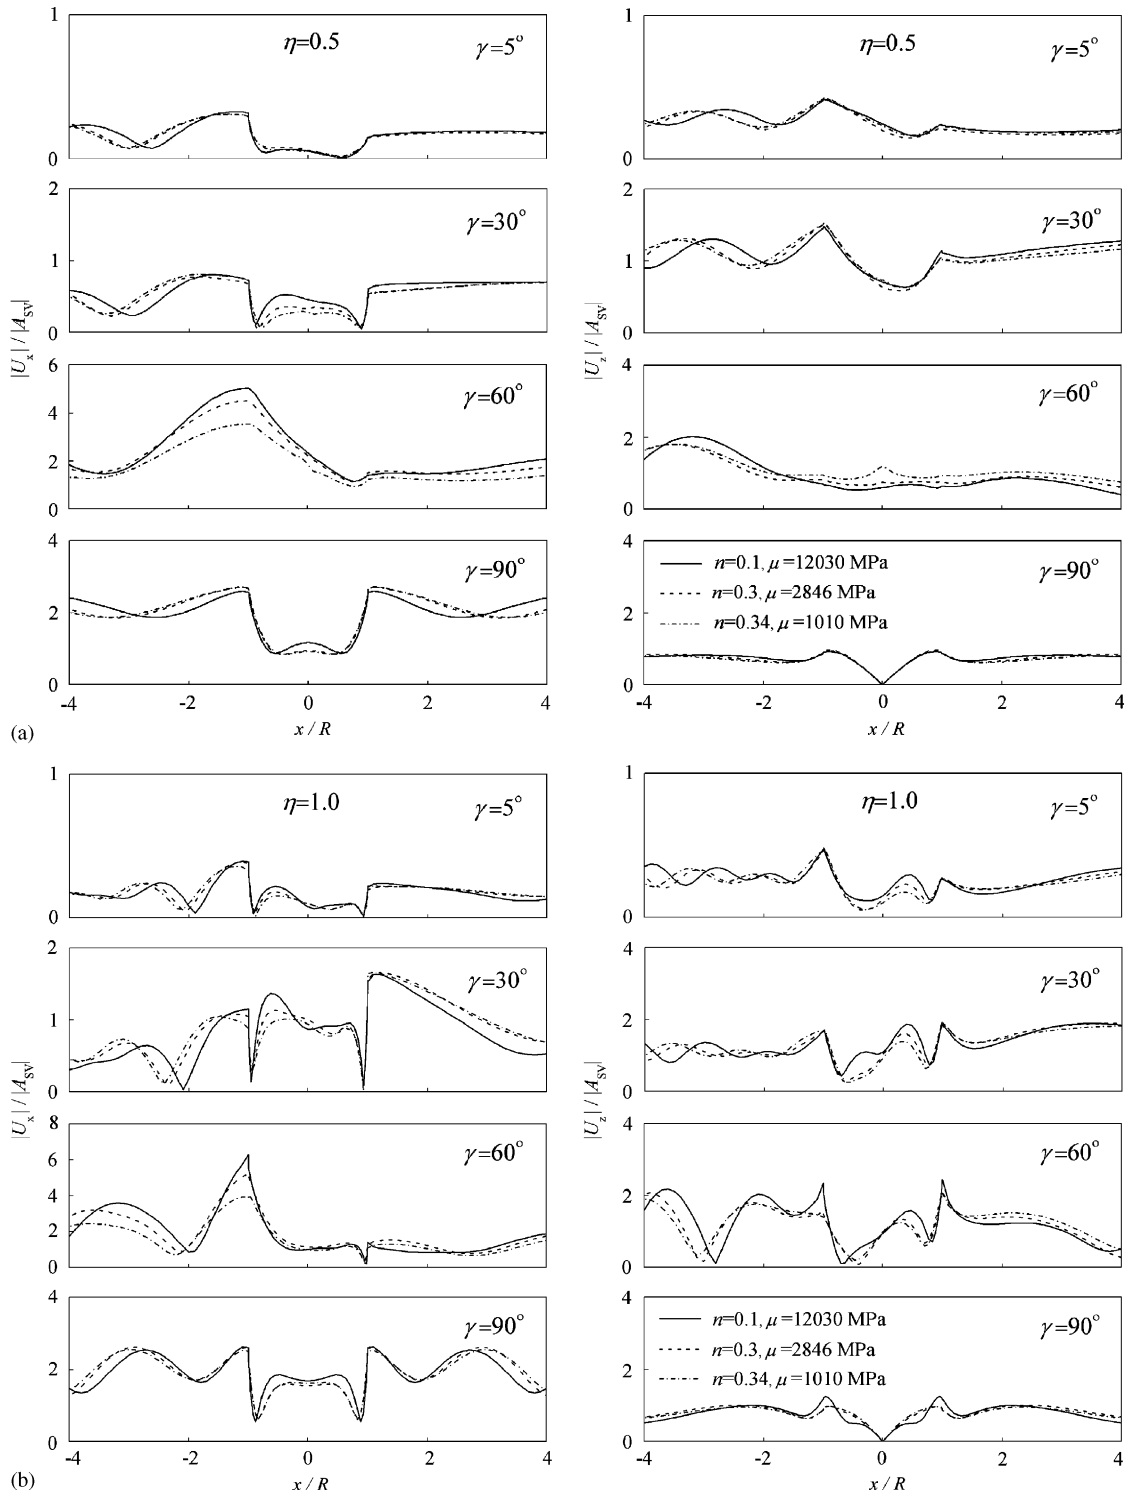 1
η=0.5
γ=5°
0
2
γ=30°
1
0
6
γ=60°
4
2
0
4
γ=90°
2
0
-4
-2
0
2
4
x / R
|U_x| / |A_SV|
1
η=0.5
γ=5°
0
2
γ=30°
1
0
4
γ=60°
2
0
4
n=0.1, μ=12030 MPa
γ=90°
n=0.3, μ=2846 MPa
2
n=0.34, μ=1010 MPa
0
-4
-2
0
2
4
x / R
|U_z| / |A_SV|
(a)
1
η=1.0
γ=5°
0
2
γ=30°
1
0
8
γ=60°
6
4
2
0
4
γ=90°
2
0
-4
-2
0
2
4
x / R
|U_x| / |A_SV|
1
η=1.0
γ=5°
0
4
γ=30°
2
0
4
γ=60°
2
0
4
n=0.1, μ=12030 MPa
γ=90°
n=0.3, μ=2846 MPa
2
n=0.34, μ=1010 MPa
0
-4
-2
0
2
4
x / R
|U_z| / |A_SV|
(b)